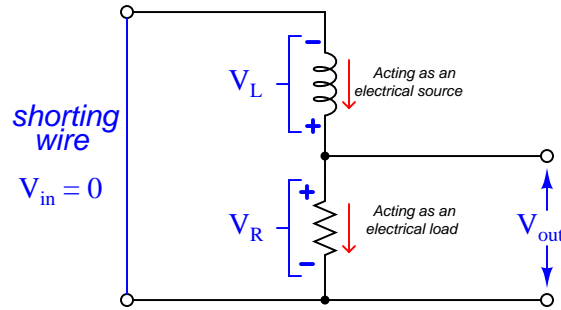 −
V_L
Acting as an
electrical source
+
shorting
wire
V_in = 0
+
V_R
Acting as an
electrical load
−
V_out